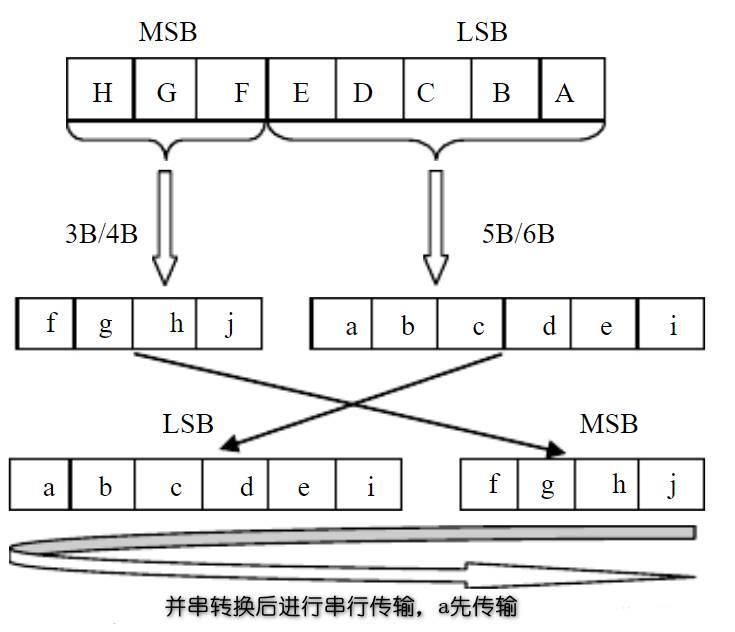 MSB LSB
H G F E D C B A
3B/4B 5B/6B
f g h j a b c d e i
LSB MSB
a b c d e i f g h j
并串转换后进行串行传输，a先传输